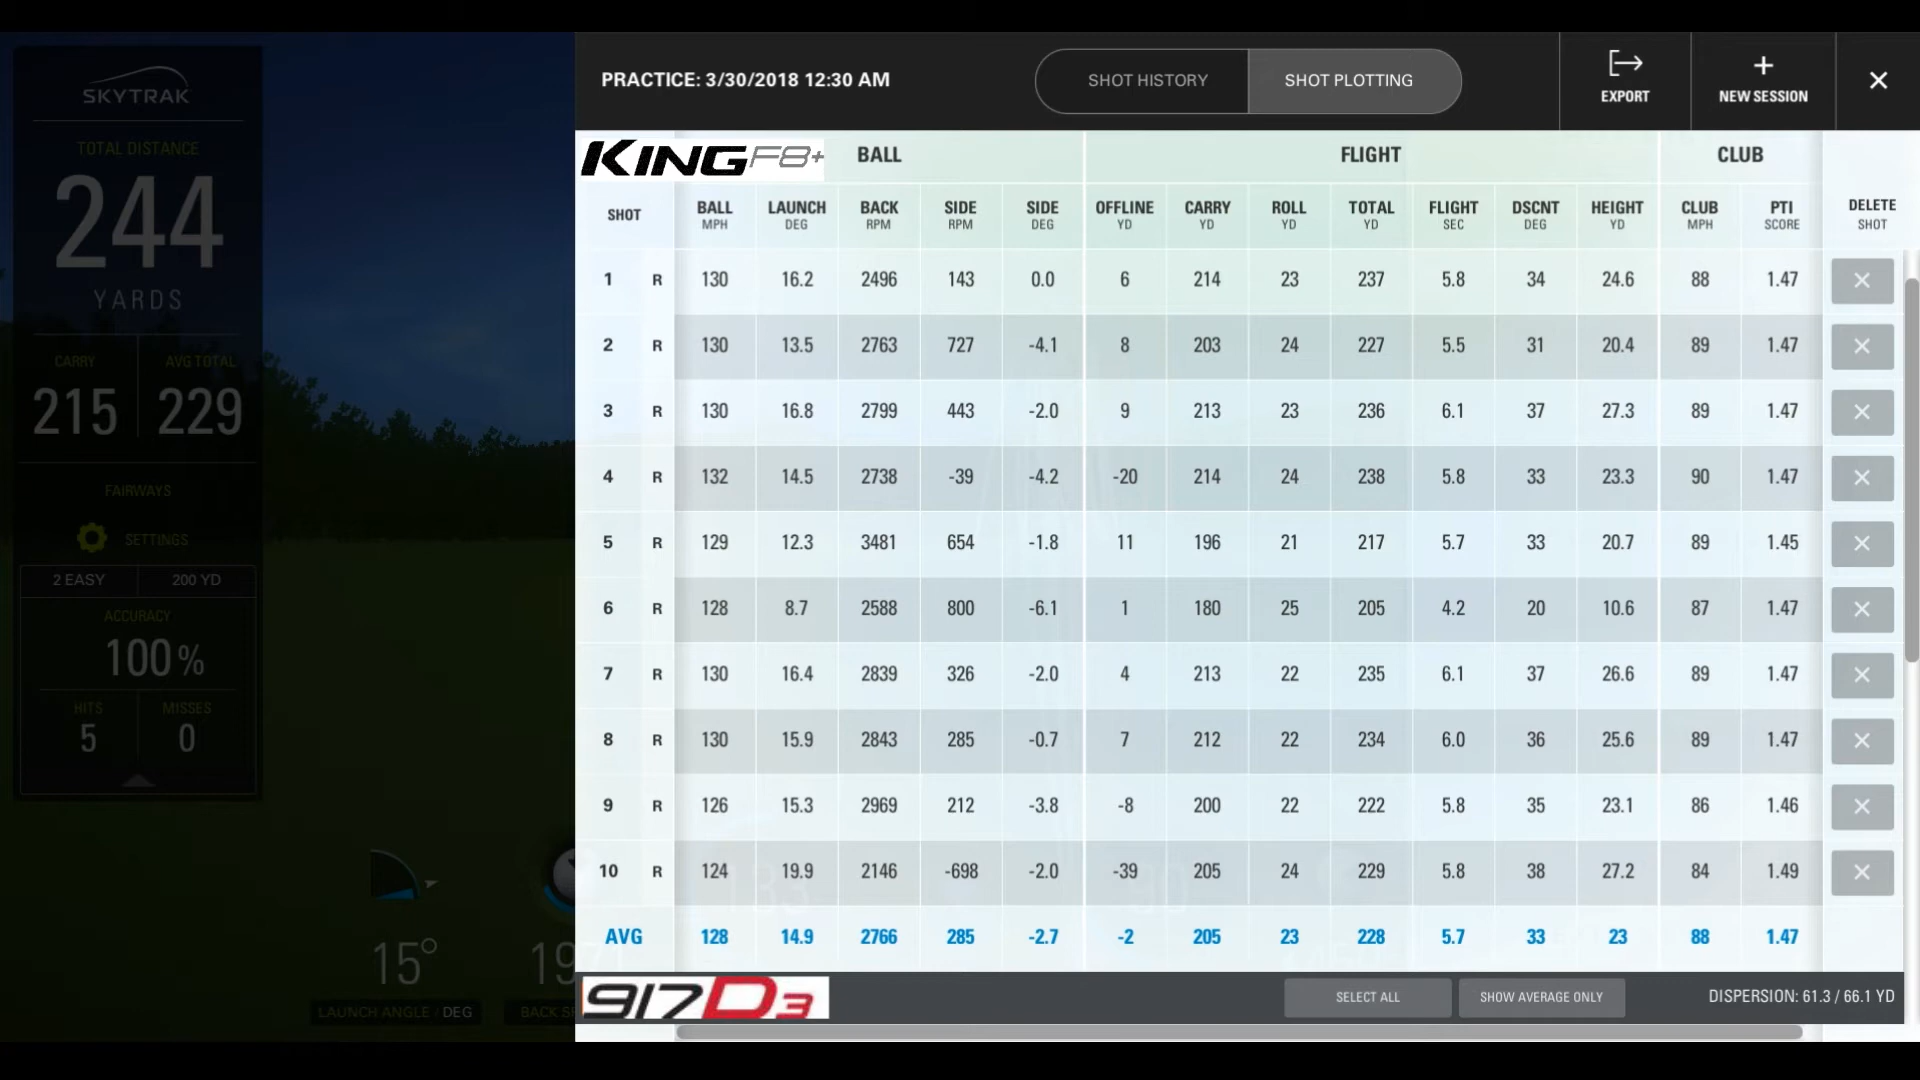 SKYTRAK
TOTAL DISTANCE
244
YARDS
CARRY AVG TOTAL
215 229
FAIRWAYS
SETTINGS
2 EASY 200 YD
ACCURACY
100%
HITS MISSES
5 0
15°
LAUNCH ANGLE / DEG
PRACTICE: 3/30/2018 12:30 AM SHOT HISTORY SHOT PLOTTING EXPORT NEW SESSION
KING F8+ BALL FLIGHT CLUB
SHOT BALL MPH LAUNCH DEG BACK RPM SIDE RPM SIDE DEG OFFLINE YD CARRY YD ROLL YD TOTAL YD FLIGHT SEC DSCNT DEG HEIGHT YD CLUB MPH PTI SCORE DELETE SHOT
1 R 130 16.2 2496 143 0.0 6 214 23 237 5.8 34 24.6 88 1.47
2 R 130 13.5 2763 727 -4.1 8 203 24 227 5.5 31 20.4 89 1.47
3 R 130 16.8 2799 443 -2.0 9 213 23 236 6.1 37 27.3 89 1.47
4 R 132 14.5 2738 -39 -4.2 -20 214 24 238 5.8 33 23.3 90 1.47
5 R 129 12.3 3481 654 -1.8 11 196 21 217 5.7 33 20.7 89 1.45
6 R 128 8.7 2588 800 -6.1 1 180 25 205 4.2 20 10.6 87 1.47
7 R 130 16.4 2839 326 -2.0 4 213 22 235 6.1 37 26.6 89 1.47
8 R 130 15.9 2843 285 -0.7 7 212 22 234 6.0 36 25.6 89 1.47
9 R 126 15.3 2969 212 -3.8 -8 200 22 222 5.8 35 23.1 86 1.46
10 R 124 19.9 2146 -698 -2.0 -39 205 24 229 5.8 38 27.2 84 1.49
AVG 128 14.9 2766 285 -2.7 -2 205 23 228 5.7 33 23 88 1.47
917D3 SELECT ALL SHOW AVERAGE ONLY DISPERSION: 61.3 / 66.1 YD